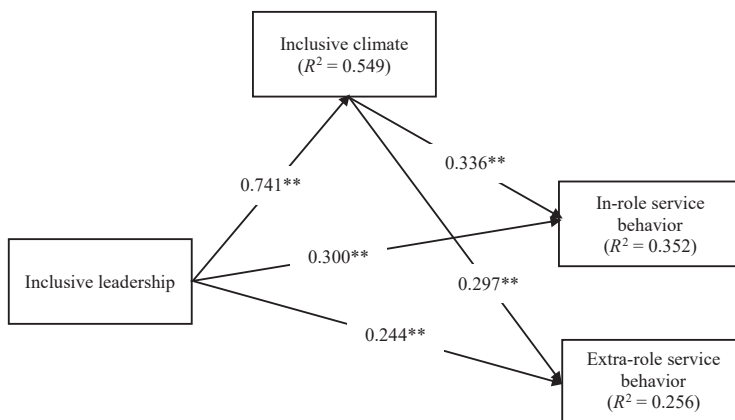 Inclusive climate
(R² = 0.549)
0.336**
0.741**
In-role service
behavior
(R² = 0.352)
0.300**
Inclusive leadership
0.297**
0.244**
Extra-role service
behavior
(R² = 0.256)